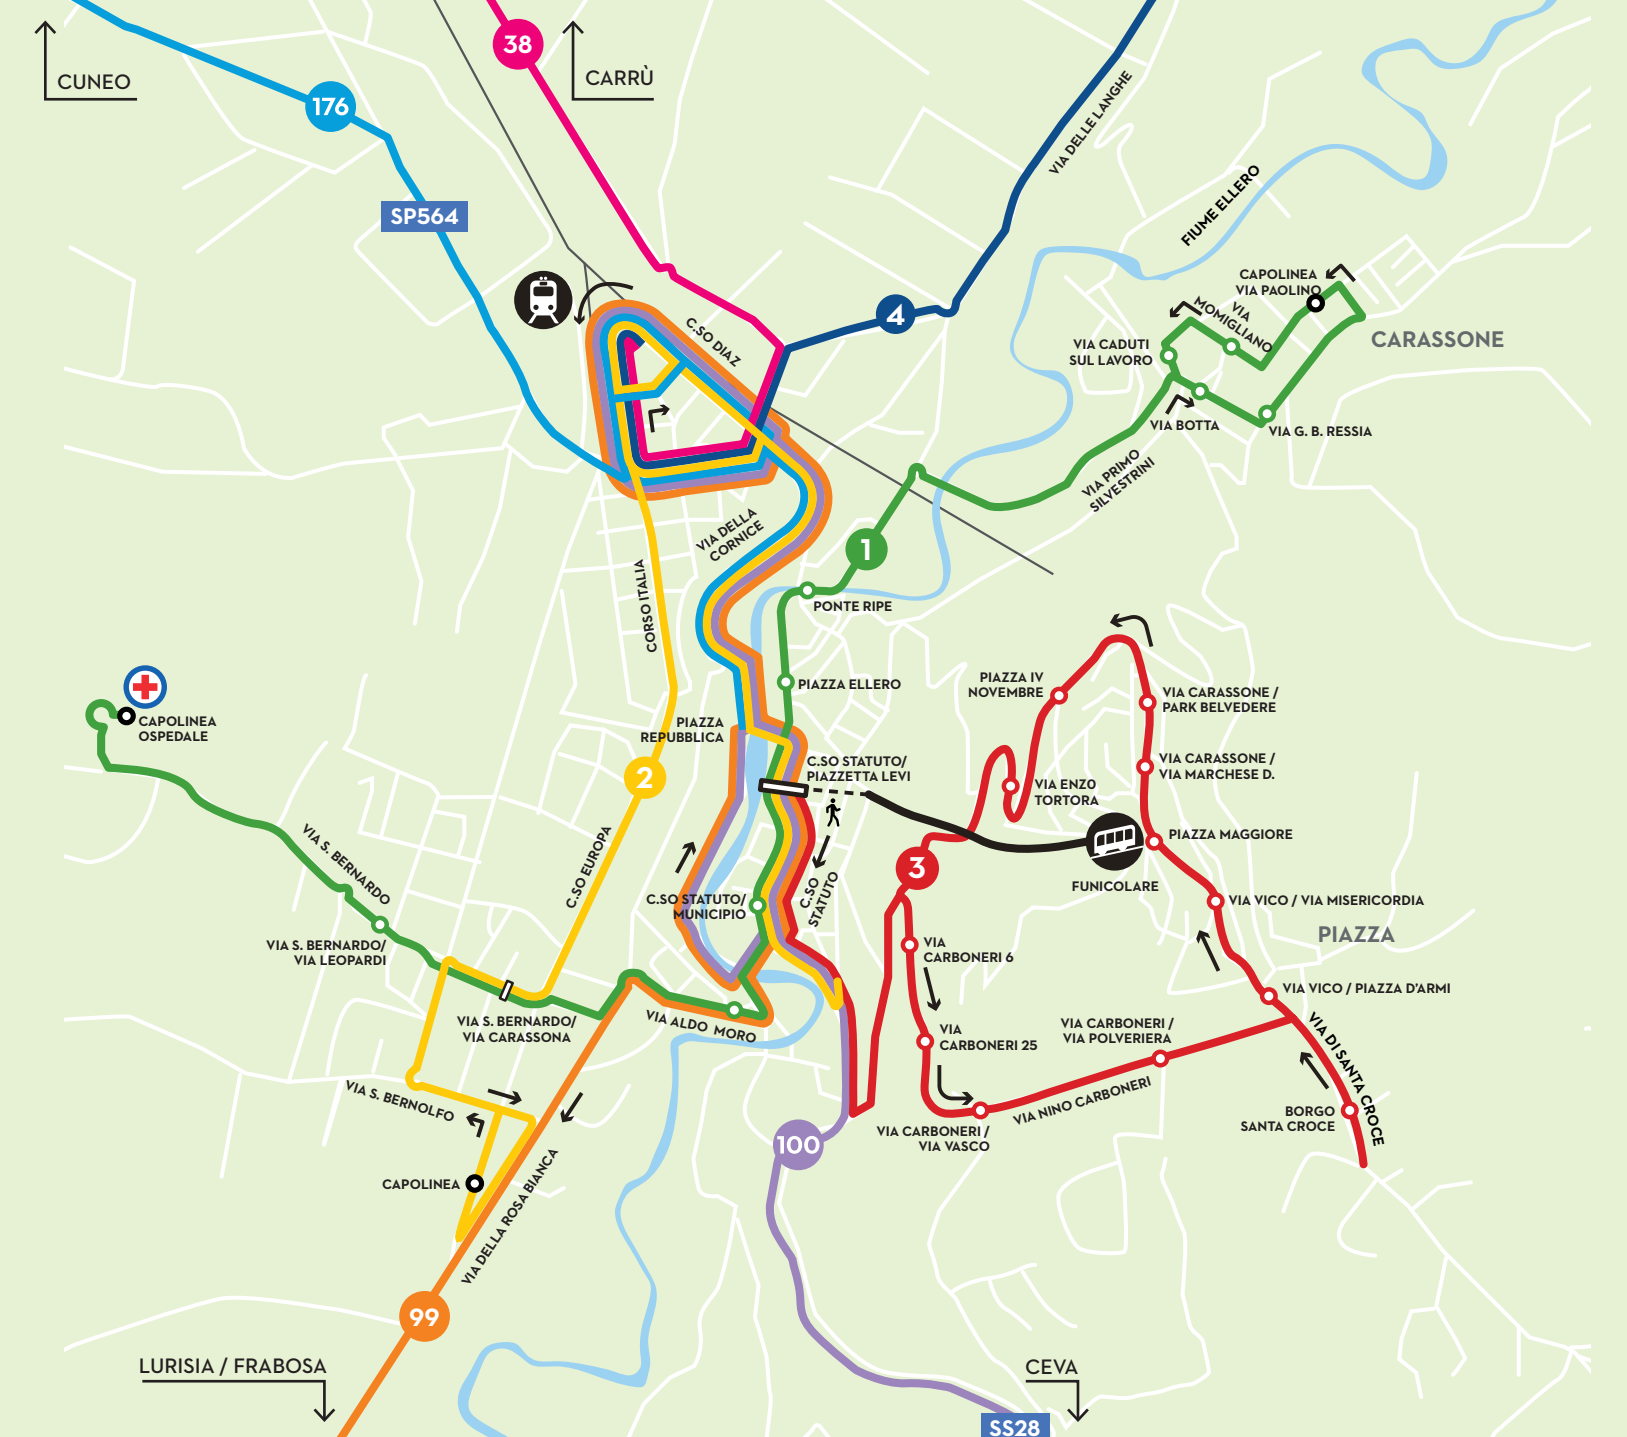 38
CUNEO
CARRÙ
176
VIA DELLE LANGHE
SP564
FIUME ELLERO
CAPOLINEA
VIA PAOLINO
VIA
MOMIGLIANO
4
C.SO DIAZ
CARASSONE
VIA CADUTI
SUL LAVORO
VIA BOTTA
VIA G. B. RESSIA
VIA PRIMO
SILVESTRINI
VIA DELLA
CORNICE
1
CORSO ITALIA
PONTE RIPE
PIAZZA ELLERO
PIAZZA IV
NOVEMBRE
VIA CARASSONE /
PARK BELVEDERE
CAPOLINEA
OSPEDALE
PIAZZA
REPUBBLICA
2
C.SO STATUTO/
PIAZZETTA LEVI
VIA ENZO
TORTORA
VIA CARASSONE /
VIA MARCHESE D.
PIAZZA MAGGIORE
VIA S. BERNARDO
C.SO EUROPA
3
FUNICOLARE
C.SO STATUTO/
MUNICIPIO
C.SO
STATUTO
VIA VICO / VIA MISERICORDIA
PIAZZA
VIA S. BERNARDO/
VIA LEOPARDI
VIA
CARBONERI 6
VIA VICO / PIAZZA D'ARMI
VIA S. BERNARDO/
VIA CARASSONA
VIA ALDO MORO
VIA
CARBONERI 25
VIA CARBONERI /
VIA POLVERIERA
VIA DI SANTA CROCE
VIA S. BERNOLFO
VIA NINO CARBONERI
BORGO
SANTA CROCE
VIA CARBONERI /
VIA VASCO
100
CAPOLINEA
VIA DELLA ROSA BIANCA
99
LURISIA / FRABOSA
CEVA
SS28